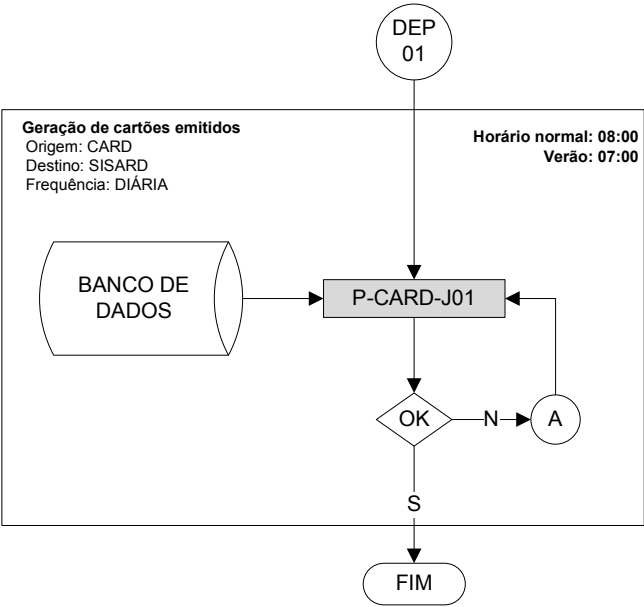 DEP
01
Geração de cartões emitidos
Origem: CARD
Destino: SISARD
Frequência: DIÁRIA
Horário normal: 08:00
Verão: 07:00
BANCO DE
DADOS
P-CARD-J01
OK
N
A
S
FIM